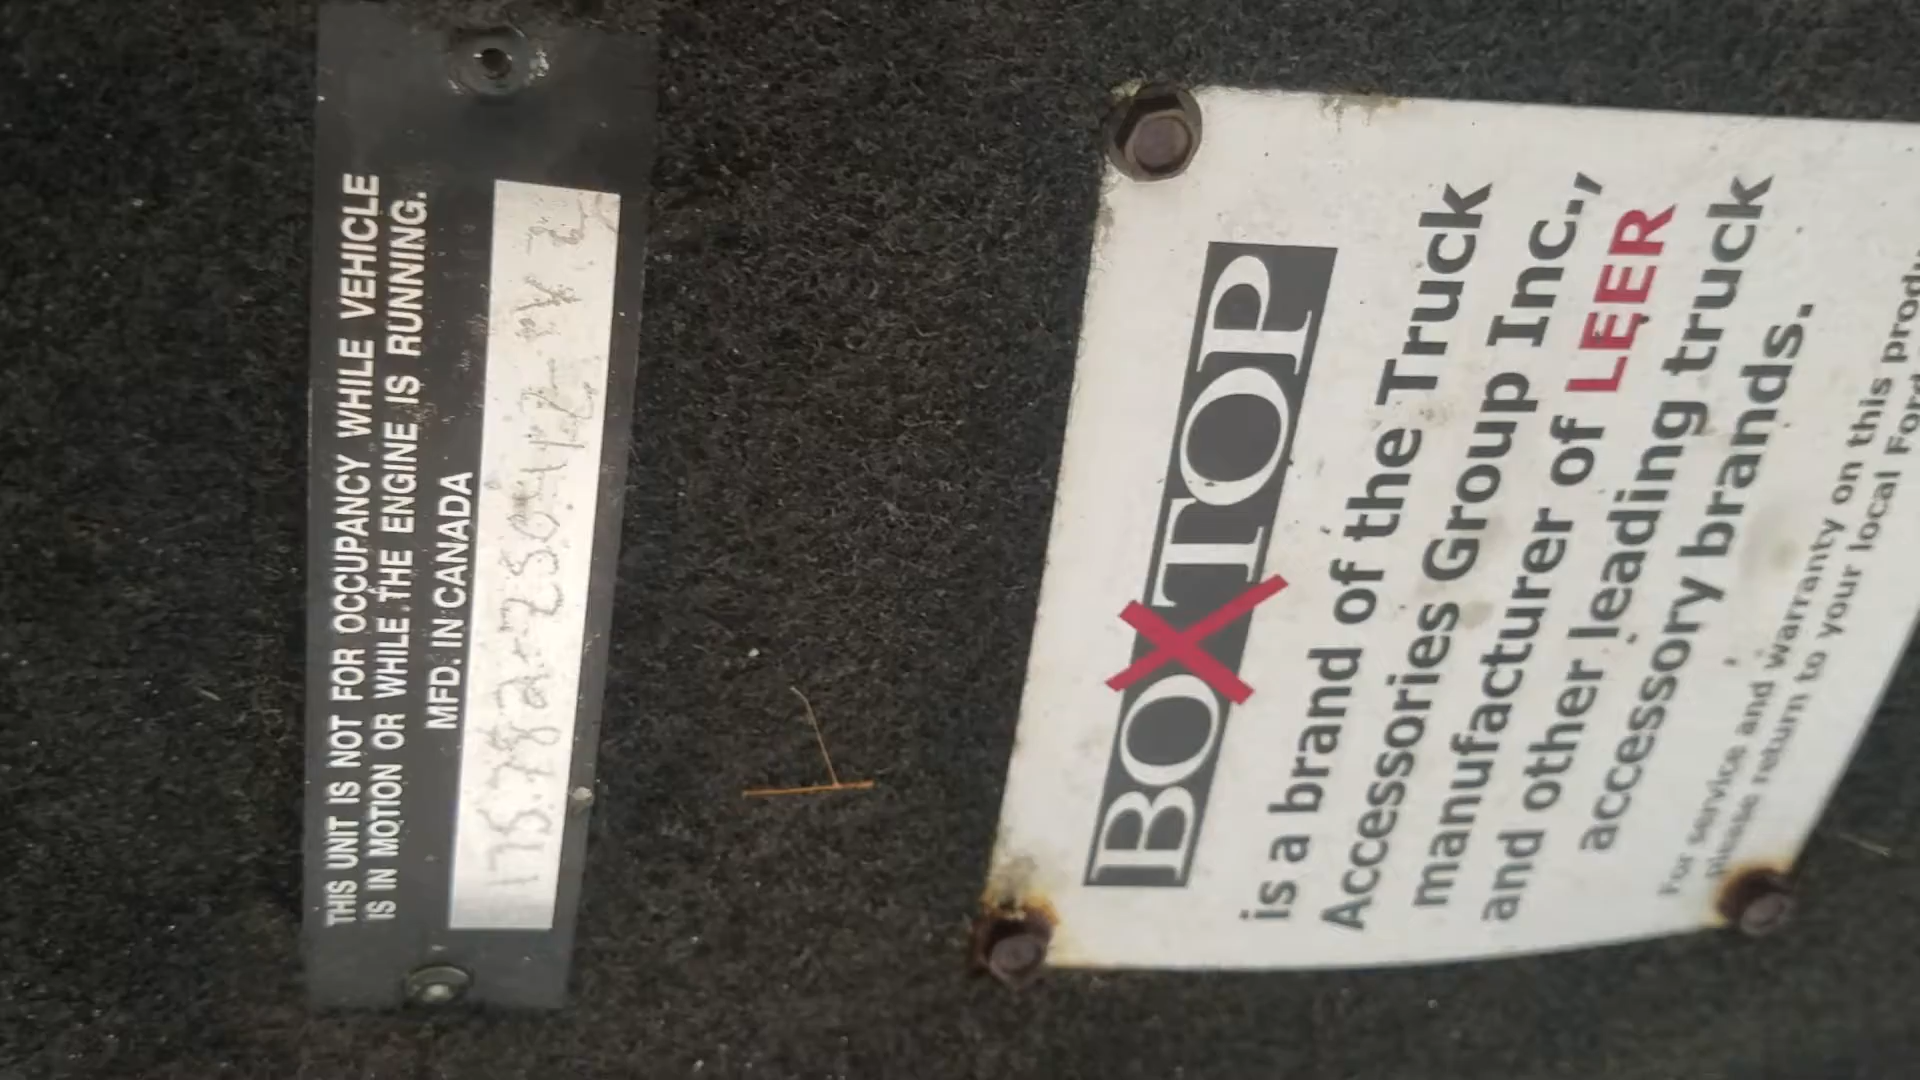 THIS UNIT IS NOT FOR OCCUPANCY WHILE VEHICLE
IS IN MOTION OR WHILE THE ENGINE IS RUNNING.
MFD. IN CANADA
BOXTOP
is a brand of the Truck
Accessories Group Inc.,
manufacturer of LEER
and other leading truck
accessory brands.
For service and warranty on this
please return to your local Ford